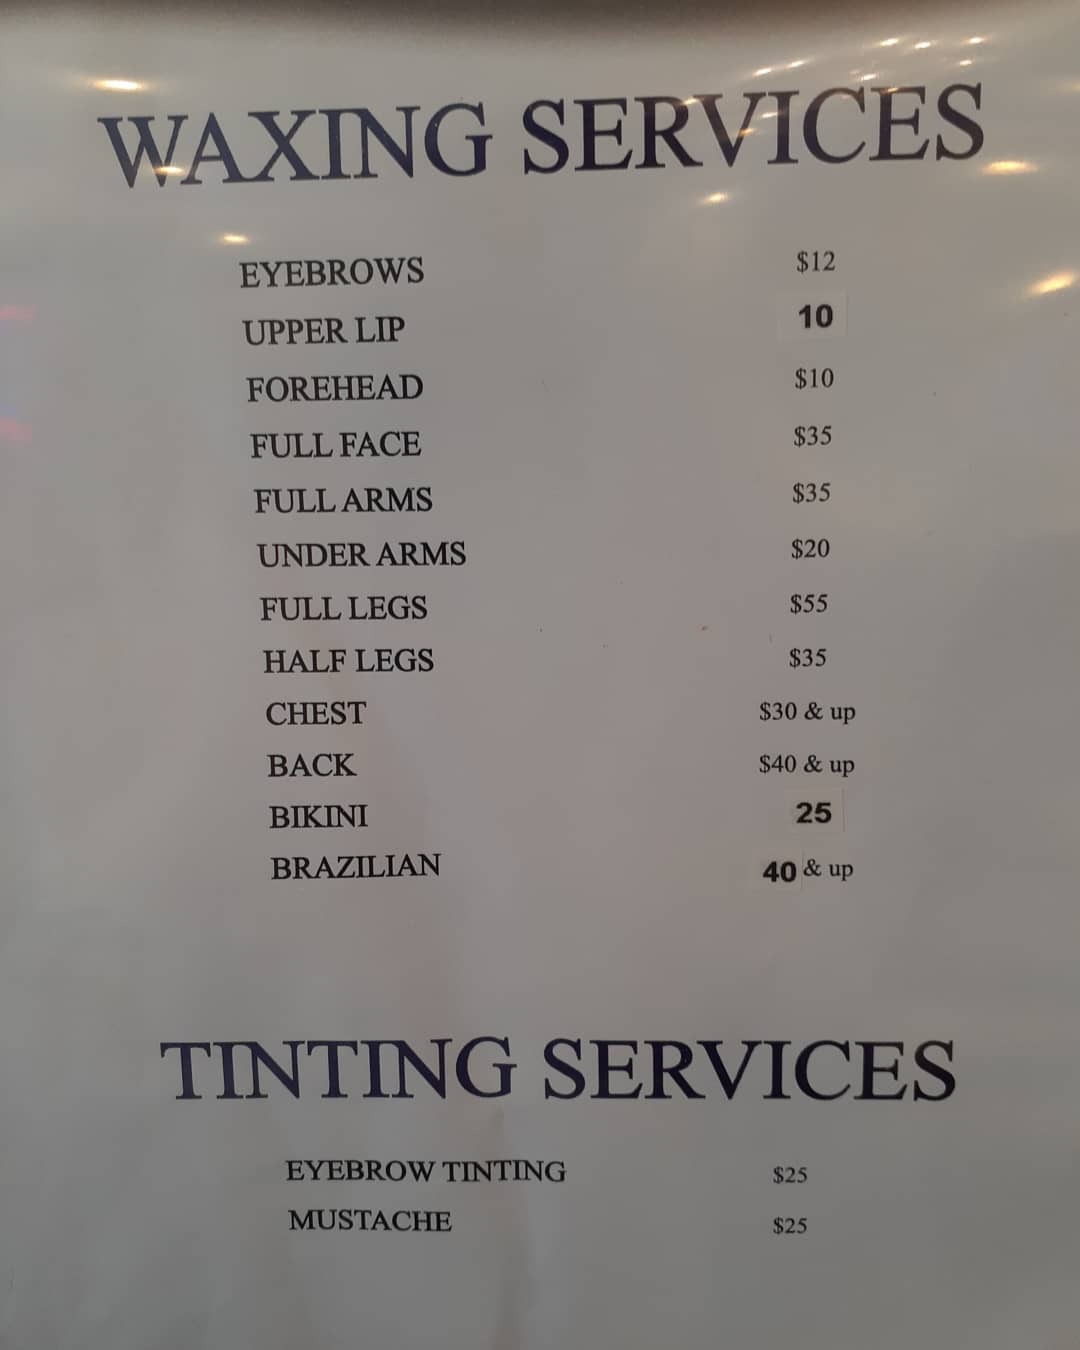 WAXING SERVICES
EYEBROWS $12
UPPER LIP 10
FOREHEAD $10
FULL FACE $35
FULL ARMS $35
UNDER ARMS $20
FULL LEGS $55
HALF LEGS $35
CHEST $30 & up
BACK $40 & up
BIKINI 25
BRAZILIAN 40 & up
TINTING SERVICES
EYEBROW TINTING $25
MUSTACHE $25